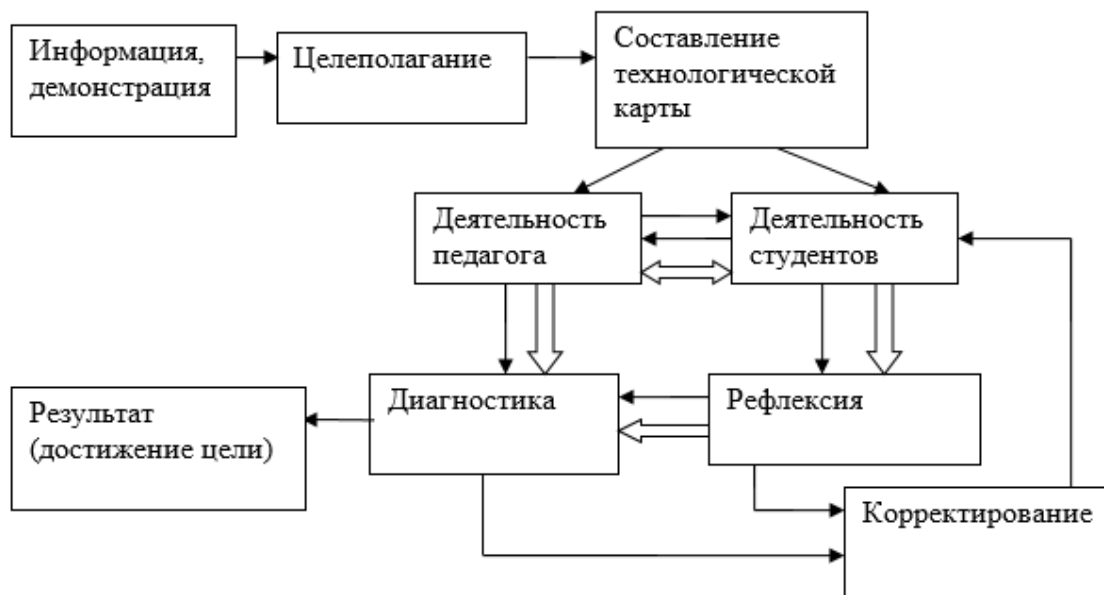 Информация,
демонстрация
Целеполагание
Составление
технологической
карты
Деятельность
педагога
Деятельность
студентов
Результат
(достижение цели)
Диагностика
Рефлексия
Корректирование